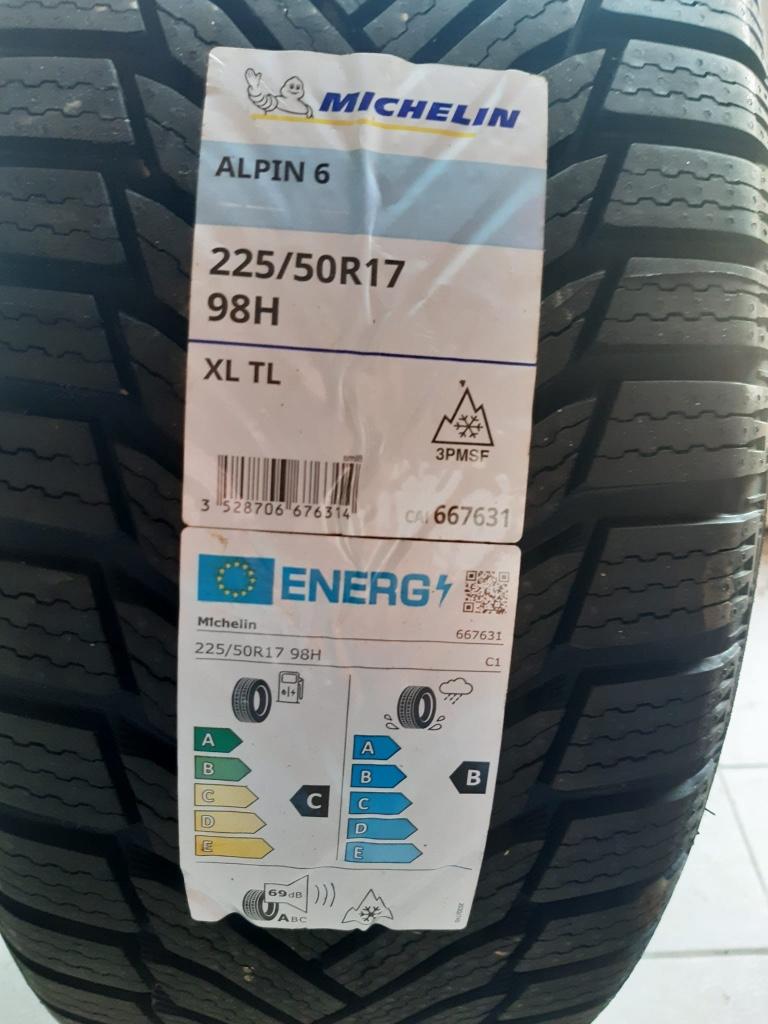 MICHELIN
ALPIN 6
225/50R17
98H
XL TL
3PMSF
3 528706 676314
CAI 667631
ENERG
MIchelin 667631
225/50R17 98H C1
A
B
C
D
E
C
A
B
C
D
E
B
69dB
ABC